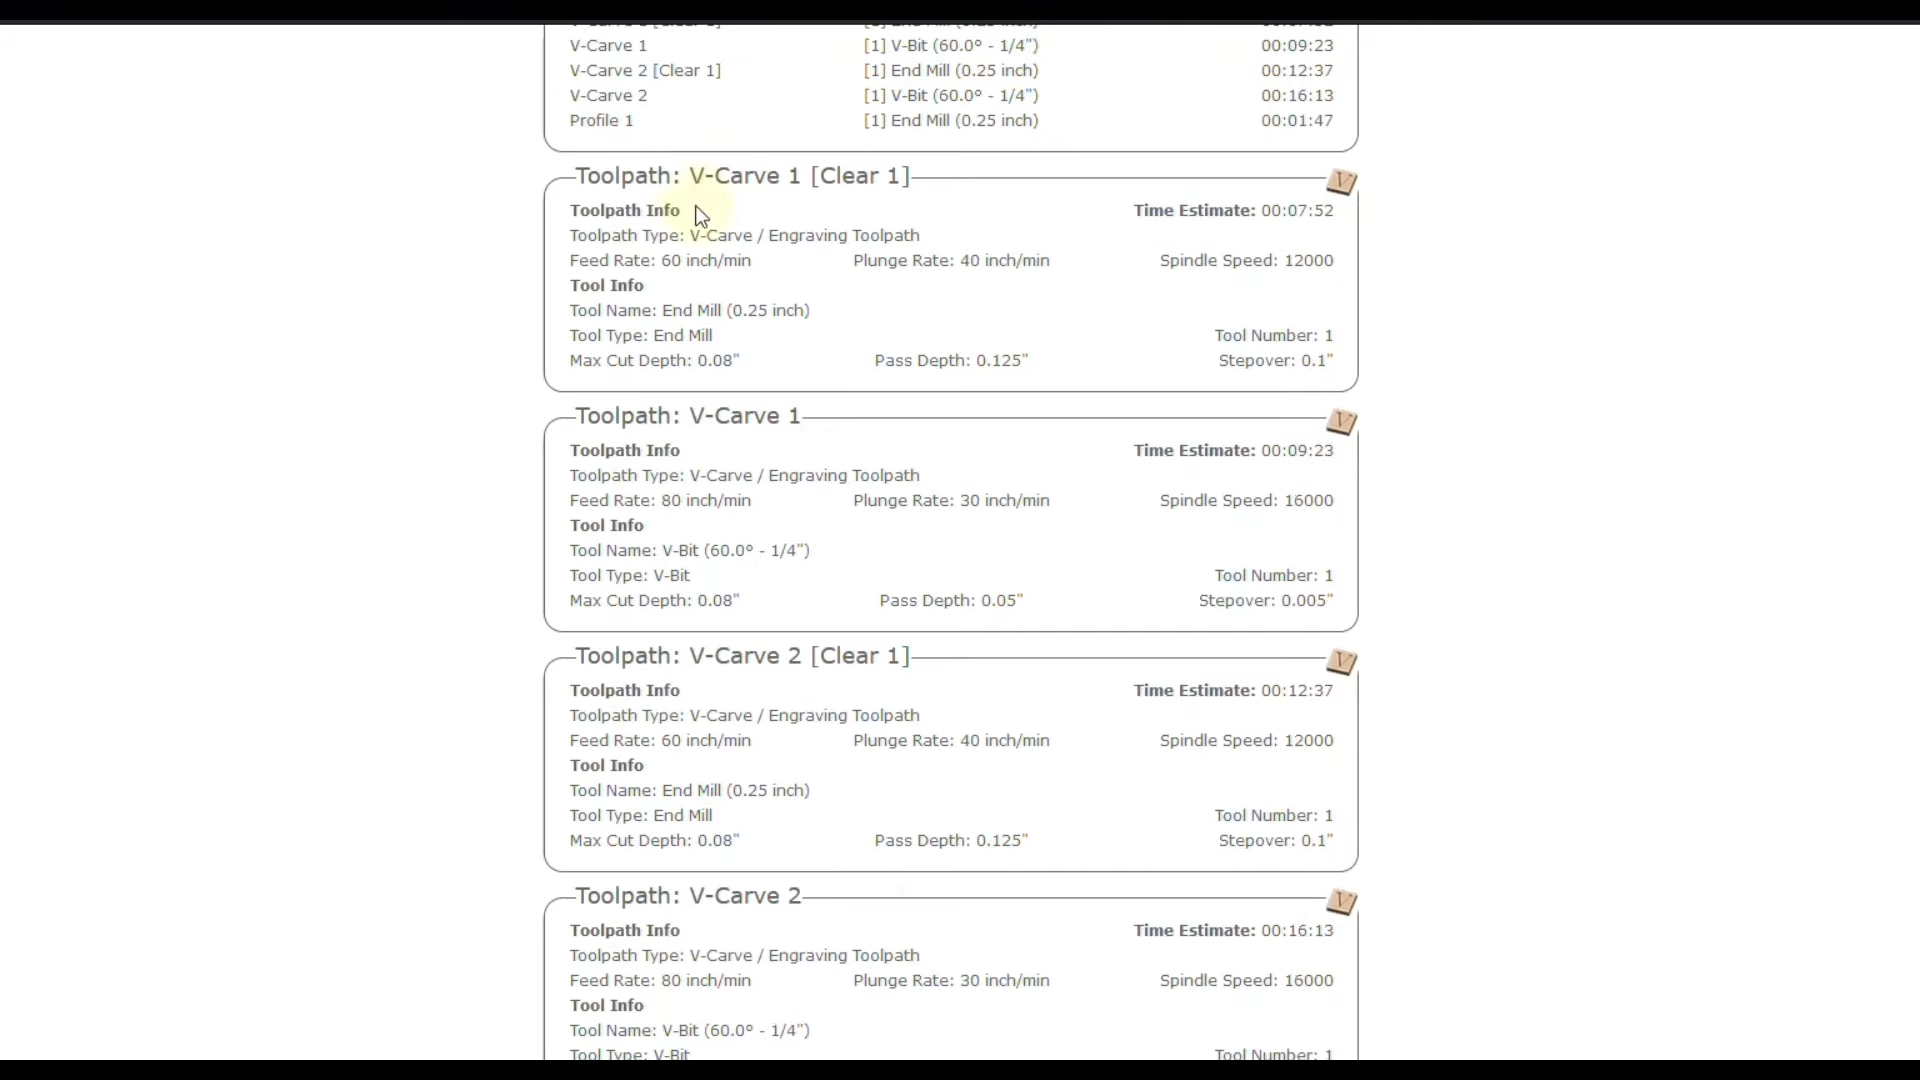 V-Carve 1 [1] V-Bit (60.0° - 1/4") 00:09:23
V-Carve 2 [Clear 1] [1] End Mill (0.25 inch) 00:12:37
V-Carve 2 [1] V-Bit (60.0° - 1/4") 00:16:13
Profile 1 [1] End Mill (0.25 inch) 00:01:47
Toolpath: V-Carve 1 [Clear 1]
Toolpath Info Time Estimate: 00:07:52
Toolpath Type: V-Carve / Engraving Toolpath
Feed Rate: 60 inch/min Plunge Rate: 40 inch/min Spindle Speed: 12000
Tool Info
Tool Name: End Mill (0.25 inch)
Tool Type: End Mill Tool Number: 1
Max Cut Depth: 0.08" Pass Depth: 0.125" Stepover: 0.1"
Toolpath: V-Carve 1
Toolpath Info Time Estimate: 00:09:23
Toolpath Type: V-Carve / Engraving Toolpath
Feed Rate: 80 inch/min Plunge Rate: 30 inch/min Spindle Speed: 16000
Tool Info
Tool Name: V-Bit (60.0° - 1/4")
Tool Type: V-Bit Tool Number: 1
Max Cut Depth: 0.08" Pass Depth: 0.05" Stepover: 0.005"
Toolpath: V-Carve 2 [Clear 1]
Toolpath Info Time Estimate: 00:12:37
Toolpath Type: V-Carve / Engraving Toolpath
Feed Rate: 60 inch/min Plunge Rate: 40 inch/min Spindle Speed: 12000
Tool Info
Tool Name: End Mill (0.25 inch)
Tool Type: End Mill Tool Number: 1
Max Cut Depth: 0.08" Pass Depth: 0.125" Stepover: 0.1"
Toolpath: V-Carve 2
Toolpath Info Time Estimate: 00:16:13
Toolpath Type: V-Carve / Engraving Toolpath
Feed Rate: 80 inch/min Plunge Rate: 30 inch/min Spindle Speed: 16000
Tool Info
Tool Name: V-Bit (60.0° - 1/4")
Tool Type: V-Bit Tool Number: 1